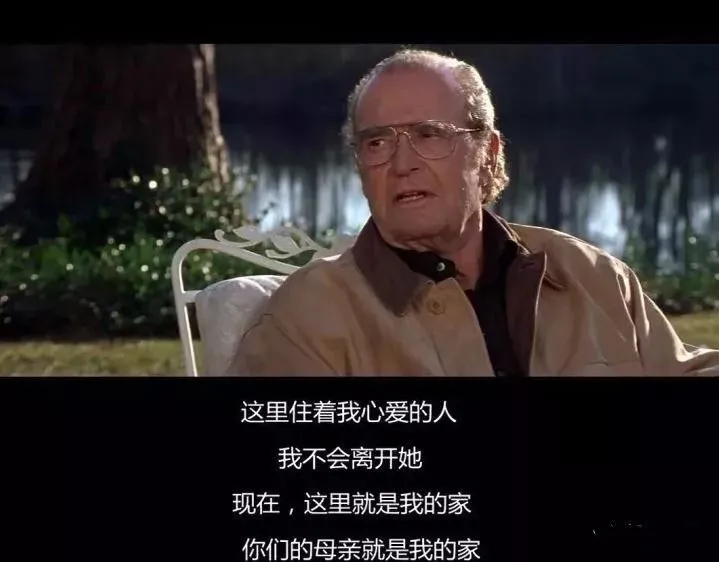 这里住着我心爱的人
我不会离开她
现在，这里就是我的家
你们的母亲就是我的家